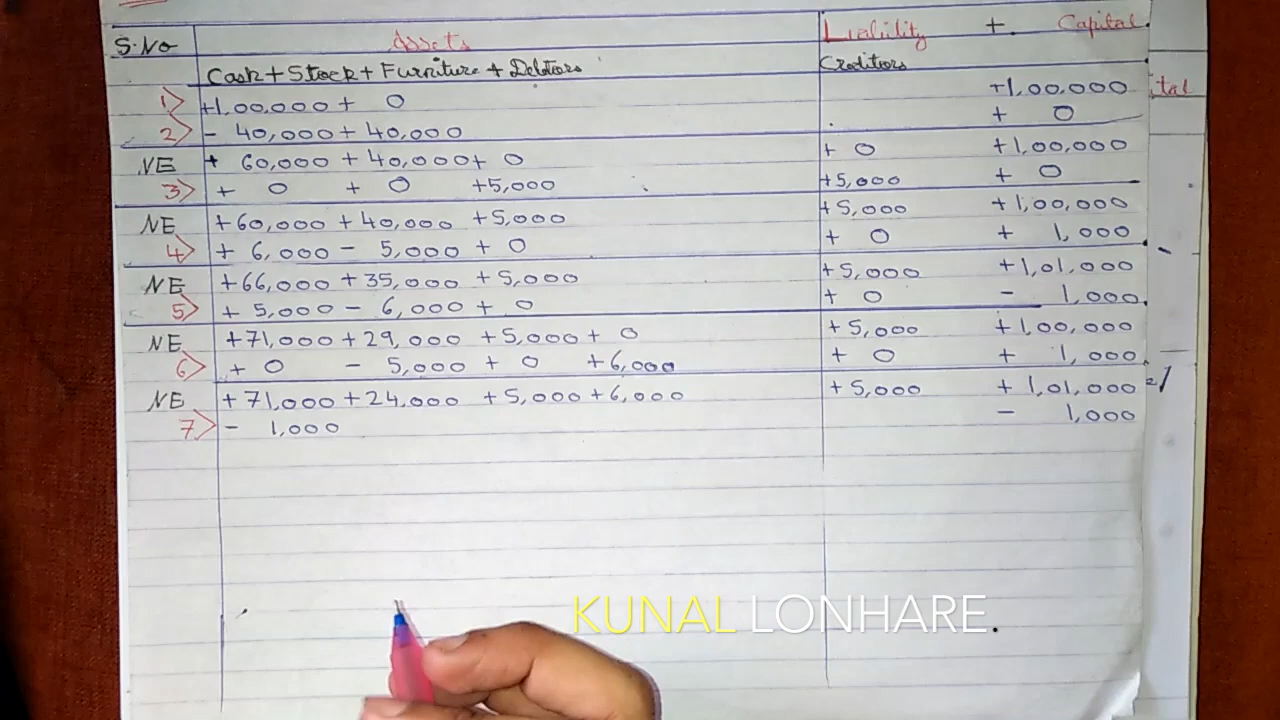 S.No Assets Liability + Capital
Cash + Stock + Furniture + Debtors Creditors
1> +1,00,000 + 0 +1,00,000 tal
2> - 40,000 + 40,000 + 0
NE + 60,000 + 40,000 + 0 + 0 +1,00,000
3> + 0 + 0 +5,000 +5,000 + 0
NE +60,000 +40,000 +5,000 +5,000 +1,00,000
4> + 6,000 - 5,000 + 0 + 0 + 1,000
NE +66,000 +35,000 +5,000 +5,000 +1,01,000
5> + 5,000 - 6,000 + 0 + 0 - 1,000
NE +71,000 +29,000 +5,000 + 0 +5,000 +1,00,000
6> + 0 - 5,000 + 0 +6,000 + 0 + 1,000
NE +71,000 +24,000 +5,000 +6,000 +5,000 +1,01,000
7> - 1,000 - 1,000
KUNAL LONHARE.